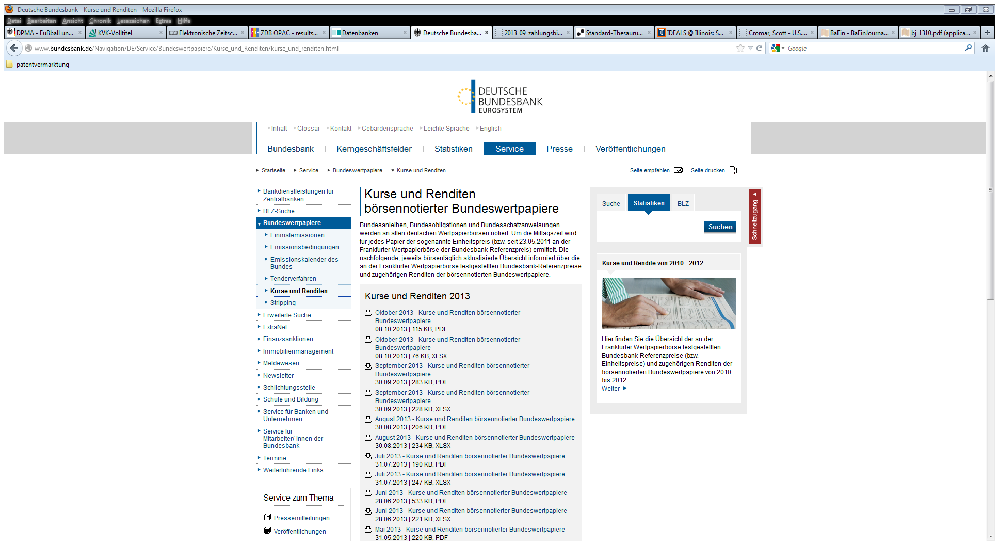 Deutsche Bundesbank - Kurse und Renditen - Mozilla Firefox
Datei Bearbeiten Ansicht Chronik Lesezeichen Extras Hilfe
DPMA - Fußball un...
KVK-Volltitel
Elektronische Zeitsc...
ZDB OPAC - results...
Datenbanken
Deutsche Bundesba...
2013_09_zahlungsbi...
Standard-Thesauru...
IDEALS @ Illinois: S...
Cromar, Scott - U.S....
BaFin - BaFinJourna...
bj_1310.pdf (applica...
www.bundesbank.de/Navigation/DE/Service/Bundeswertpapiere/Kurse_und_Renditen/kurse_und_renditen.html
Google
patentvermarktung
DEUTSCHE
BUNDESBANK
EUROSYSTEM
Inhalt Glossar Kontakt Gebärdensprache Leichte Sprache English
Bundesbank | Kerngeschäftsfelder | Statistiken Service Presse | Veröffentlichungen
Startseite Service Bundeswertpapiere Kurse und Renditen
Seite empfehlen Seite drucken
Bankdienstleistungen für
Zentralbanken
BLZ-Suche
Bundeswertpapiere
Einmalemissionen
Emissionsbedingungen
Emissionskalender des
Bundes
Tenderverfahren
Kurse und Renditen
Stripping
Erweiterte Suche
ExtraNet
Finanzsanktionen
Immobilienmanagement
Meldewesen
Newsletter
Schlichtungsstelle
Schule und Bildung
Service für Banken und
Unternehmen
Service für
Mitarbeiter/-innen der
Bundesbank
Termine
Weiterführende Links
Service zum Thema
Pressemitteilungen
Veröffentlichungen
Kurse und Renditen
börsennotierter Bundeswertpapiere
Bundesanleihen, Bundesobligationen und Bundesschatzanweisungen
werden an allen deutschen Wertpapierbörsen notiert. Um die Mittagszeit wird
für jedes Papier der sogenannte Einheitspreis (bzw. seit 23.05.2011 an der
Frankfurter Wertpapierbörse der Bundesbank-Referenzpreis) ermittelt. Die
nachfolgende, jeweils börsentäglich aktualisierte Übersicht informiert über die
an der Frankfurter Wertpapierbörse festgestellten Bundesbank-Referenzpreise
und zugehörigen Renditen der börsennotierten Bundeswertpapiere.
Kurse und Renditen 2013
Oktober 2013 - Kurse und Renditen börsennotierter
Bundeswertpapiere
08.10.2013 | 115 KB, PDF
Oktober 2013 - Kurse und Renditen börsennotierter
Bundeswertpapiere
08.10.2013 | 76 KB, XLSX
September 2013 - Kurse und Renditen börsennotierter
Bundeswertpapiere
30.09.2013 | 283 KB, PDF
September 2013 - Kurse und Renditen börsennotierter
Bundeswertpapiere
30.09.2013 | 228 KB, XLSX
August 2013 - Kurse und Renditen börsennotierter Bundeswertpapiere
30.08.2013 | 206 KB, PDF
August 2013 - Kurse und Renditen börsennotierter Bundeswertpapiere
30.08.2013 | 234 KB, XLSX
Juli 2013 - Kurse und Renditen börsennotierter Bundeswertpapiere
31.07.2013 | 190 KB, PDF
Juli 2013 - Kurse und Renditen börsennotierter Bundeswertpapiere
31.07.2013 | 247 KB, XLSX
Juni 2013 - Kurse und Renditen börsennotierter Bundeswertpapiere
28.06.2013 | 533 KB, PDF
Juni 2013 - Kurse und Renditen börsennotierter Bundeswertpapiere
28.06.2013 | 221 KB, XLSX
Mai 2013 - Kurse und Renditen börsennotierter Bundeswertpapiere
31.05.2013 | 220 KB, PDF
Suche Statistiken BLZ
Suchen
Schnellzugang
Kurse und Rendite von 2010 - 2012
Hier finden Sie die Übersicht der an der
Frankfurter Wertpapierbörse festgestellten
Bundesbank-Referenzpreise (bzw.
Einheitspreise) und zugehörigen Renditen der
börsennotierten Bundeswertpapiere von 2010
bis 2012.
Weiter